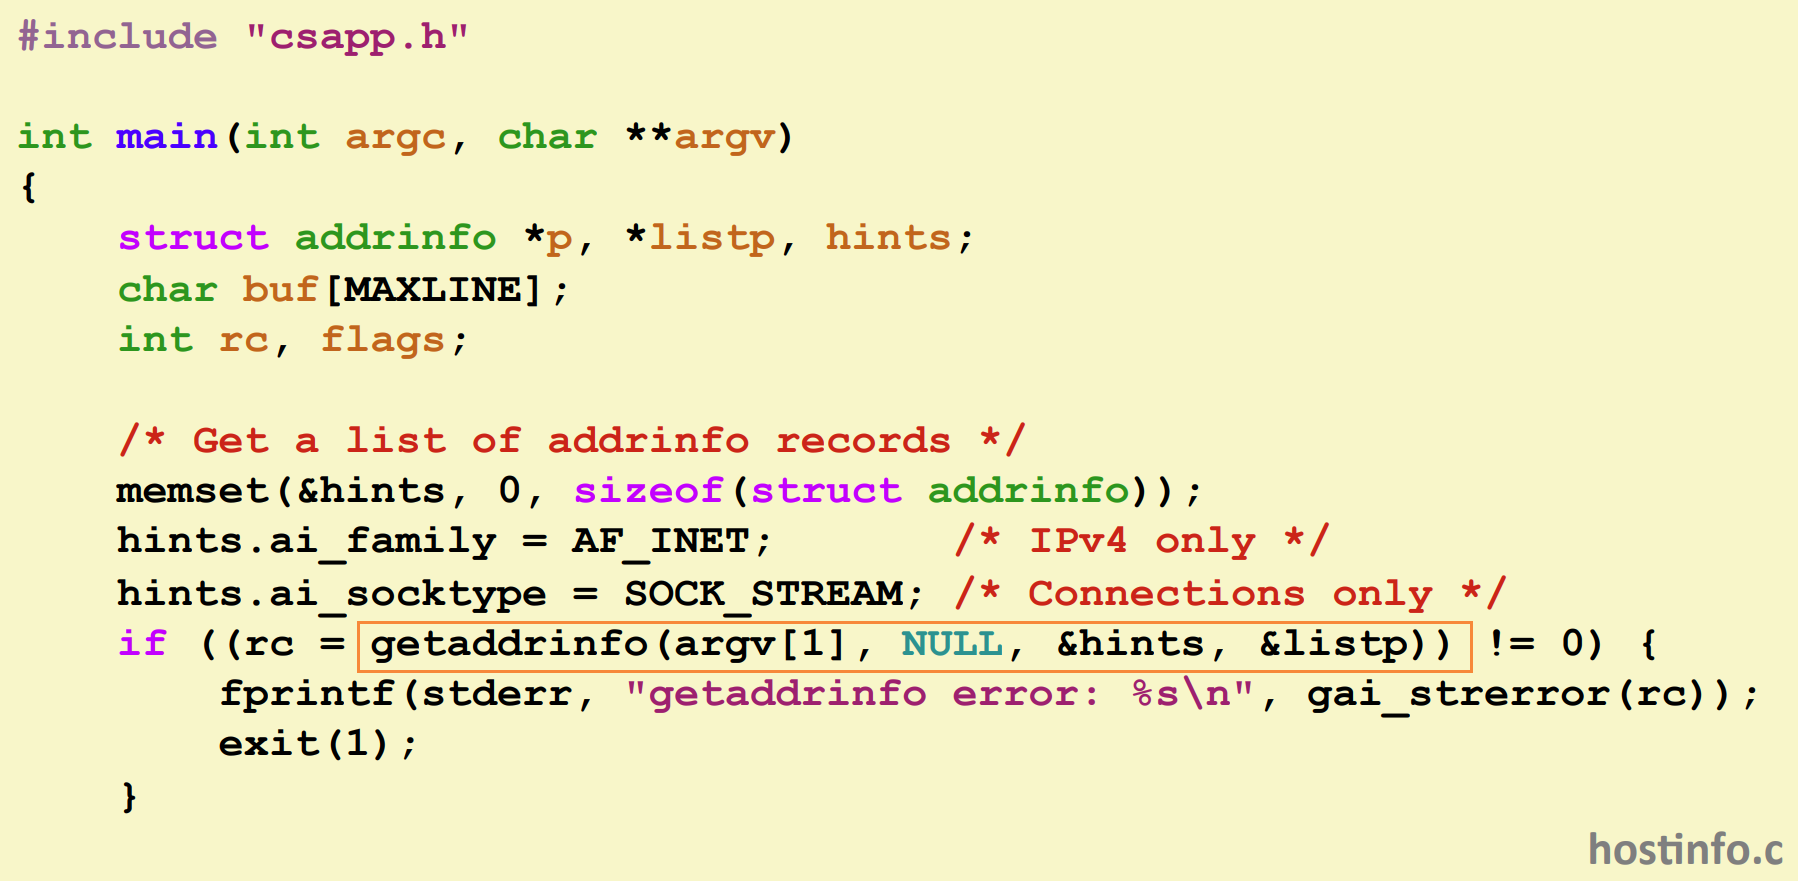 #include "csapp.h"

int main(int argc, char **argv)
{
    struct addrinfo *p, *listp, hints;
    char buf[MAXLINE];
    int rc, flags;

    /* Get a list of addrinfo records */
    memset(&hints, 0, sizeof(struct addrinfo));
    hints.ai_family = AF_INET;       /* IPv4 only */
    hints.ai_socktype = SOCK_STREAM; /* Connections only */
    if ((rc = getaddrinfo(argv[1], NULL, &hints, &listp)) != 0) {
        fprintf(stderr, "getaddrinfo error: %s\n", gai_strerror(rc));
        exit(1);
    }
hostinfo.c